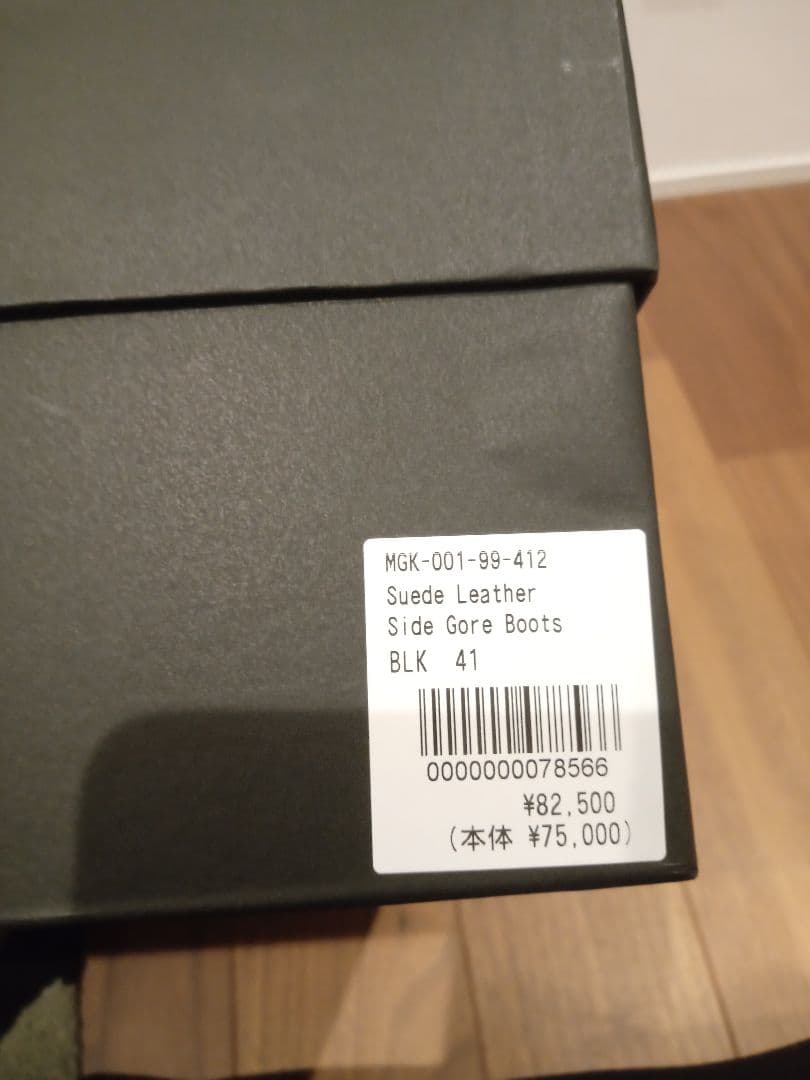 MGK-001-99-412
Suede Leather
Side Gore Boots
BLK 41
0000000078566
¥82,500
(本体 ¥75,000)